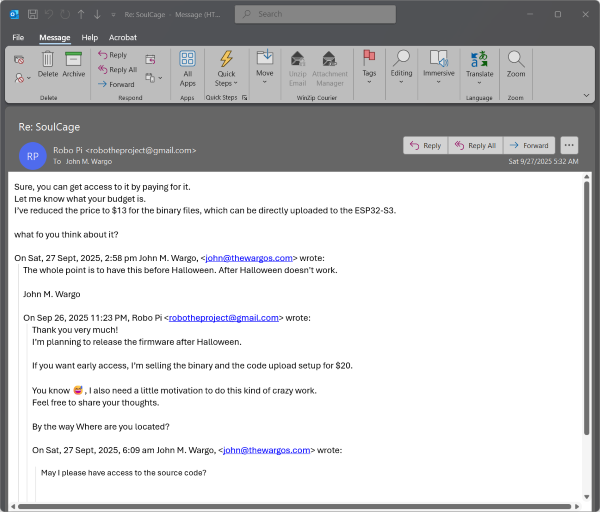 Re: SoulCage - Message (HT...
Search
File Message Help Acrobat
Delete
Archive
Reply
Reply All
Forward
All Apps
Quick Steps
Move
Unzip Email
Attachment Manager
Tags
Editing
Immersive
Translate
Zoom
Delete Respond Apps Quick Steps WinZip Courier Language Zoom
Re: SoulCage
RP
Robo Pi <robotheproject@gmail.com>
To John M. Wargo
Reply Reply All Forward
Sat 9/27/2025 5:32 AM
Sure, you can get access to it by paying for it.
Let me know what your budget is.
I've reduced the price to $13 for the binary files, which can be directly uploaded to the ESP32-S3.
what fo you think about it?
On Sat, 27 Sept, 2025, 2:58 pm John M. Wargo, <john@thewargos.com> wrote:
The whole point is to have this before Halloween. After Halloween doesn't work.
John M. Wargo
On Sep 26, 2025 11:23 PM, Robo Pi <robotheproject@gmail.com> wrote:
Thank you very much!
I'm planning to release the firmware after Halloween.
If you want early access, I'm selling the binary and the code upload setup for $20.
You know 😅 , I also need a little motivation to do this kind of crazy work.
Feel free to share your thoughts.
By the way Where are you located?
On Sat, 27 Sept, 2025, 6:09 am John M. Wargo, <john@thewargos.com> wrote:
May I please have access to the source code?